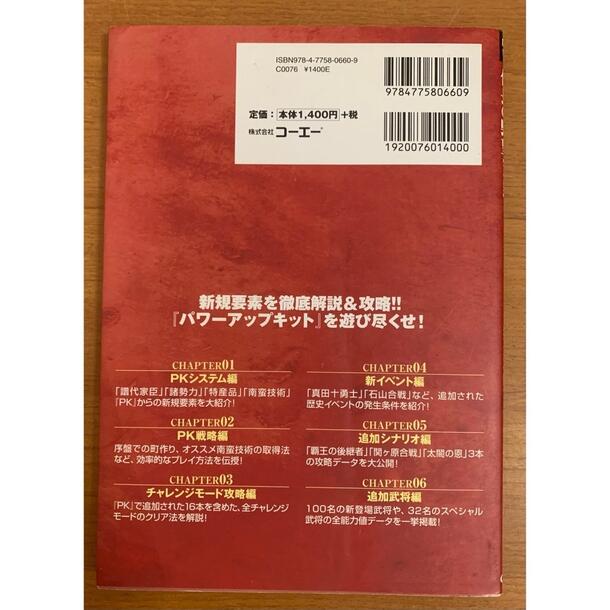 ISBN978-4-7758-0660-9
C0076 ¥1400E
9784775806609
定価：本体1,400円＋税
株式会社 コーエー
1920076014000
新規要素を徹底解説＆攻略!!
『パワーアップキット』を遊び尽くせ！
CHAPTER01
PKシステム編
「譜代家臣」「諸勢力」「特産品」「南蛮技術」
『PK』からの新規要素を大紹介！
CHAPTER02
PK戦略編
序盤での町作り、オススメ南蛮技術の取得法
など、効率的なプレイ方法を伝授！
CHAPTER03
チャレンジモード攻略編
『PK』で追加された16本を含めた、全チャレンジ
モードのクリア法を解説！
CHAPTER04
新イベント編
「真田十勇士」「石山合戦」など、追加された
歴史イベントの発生条件を紹介！
CHAPTER05
追加シナリオ編
「覇王の後継者」「関ヶ原合戦」「太閤の恩」3本
の攻略データを大公開！
CHAPTER06
追加武将編
100名の新登場武将や、32名のスペシャル
武将の全能力値データを一挙掲載！